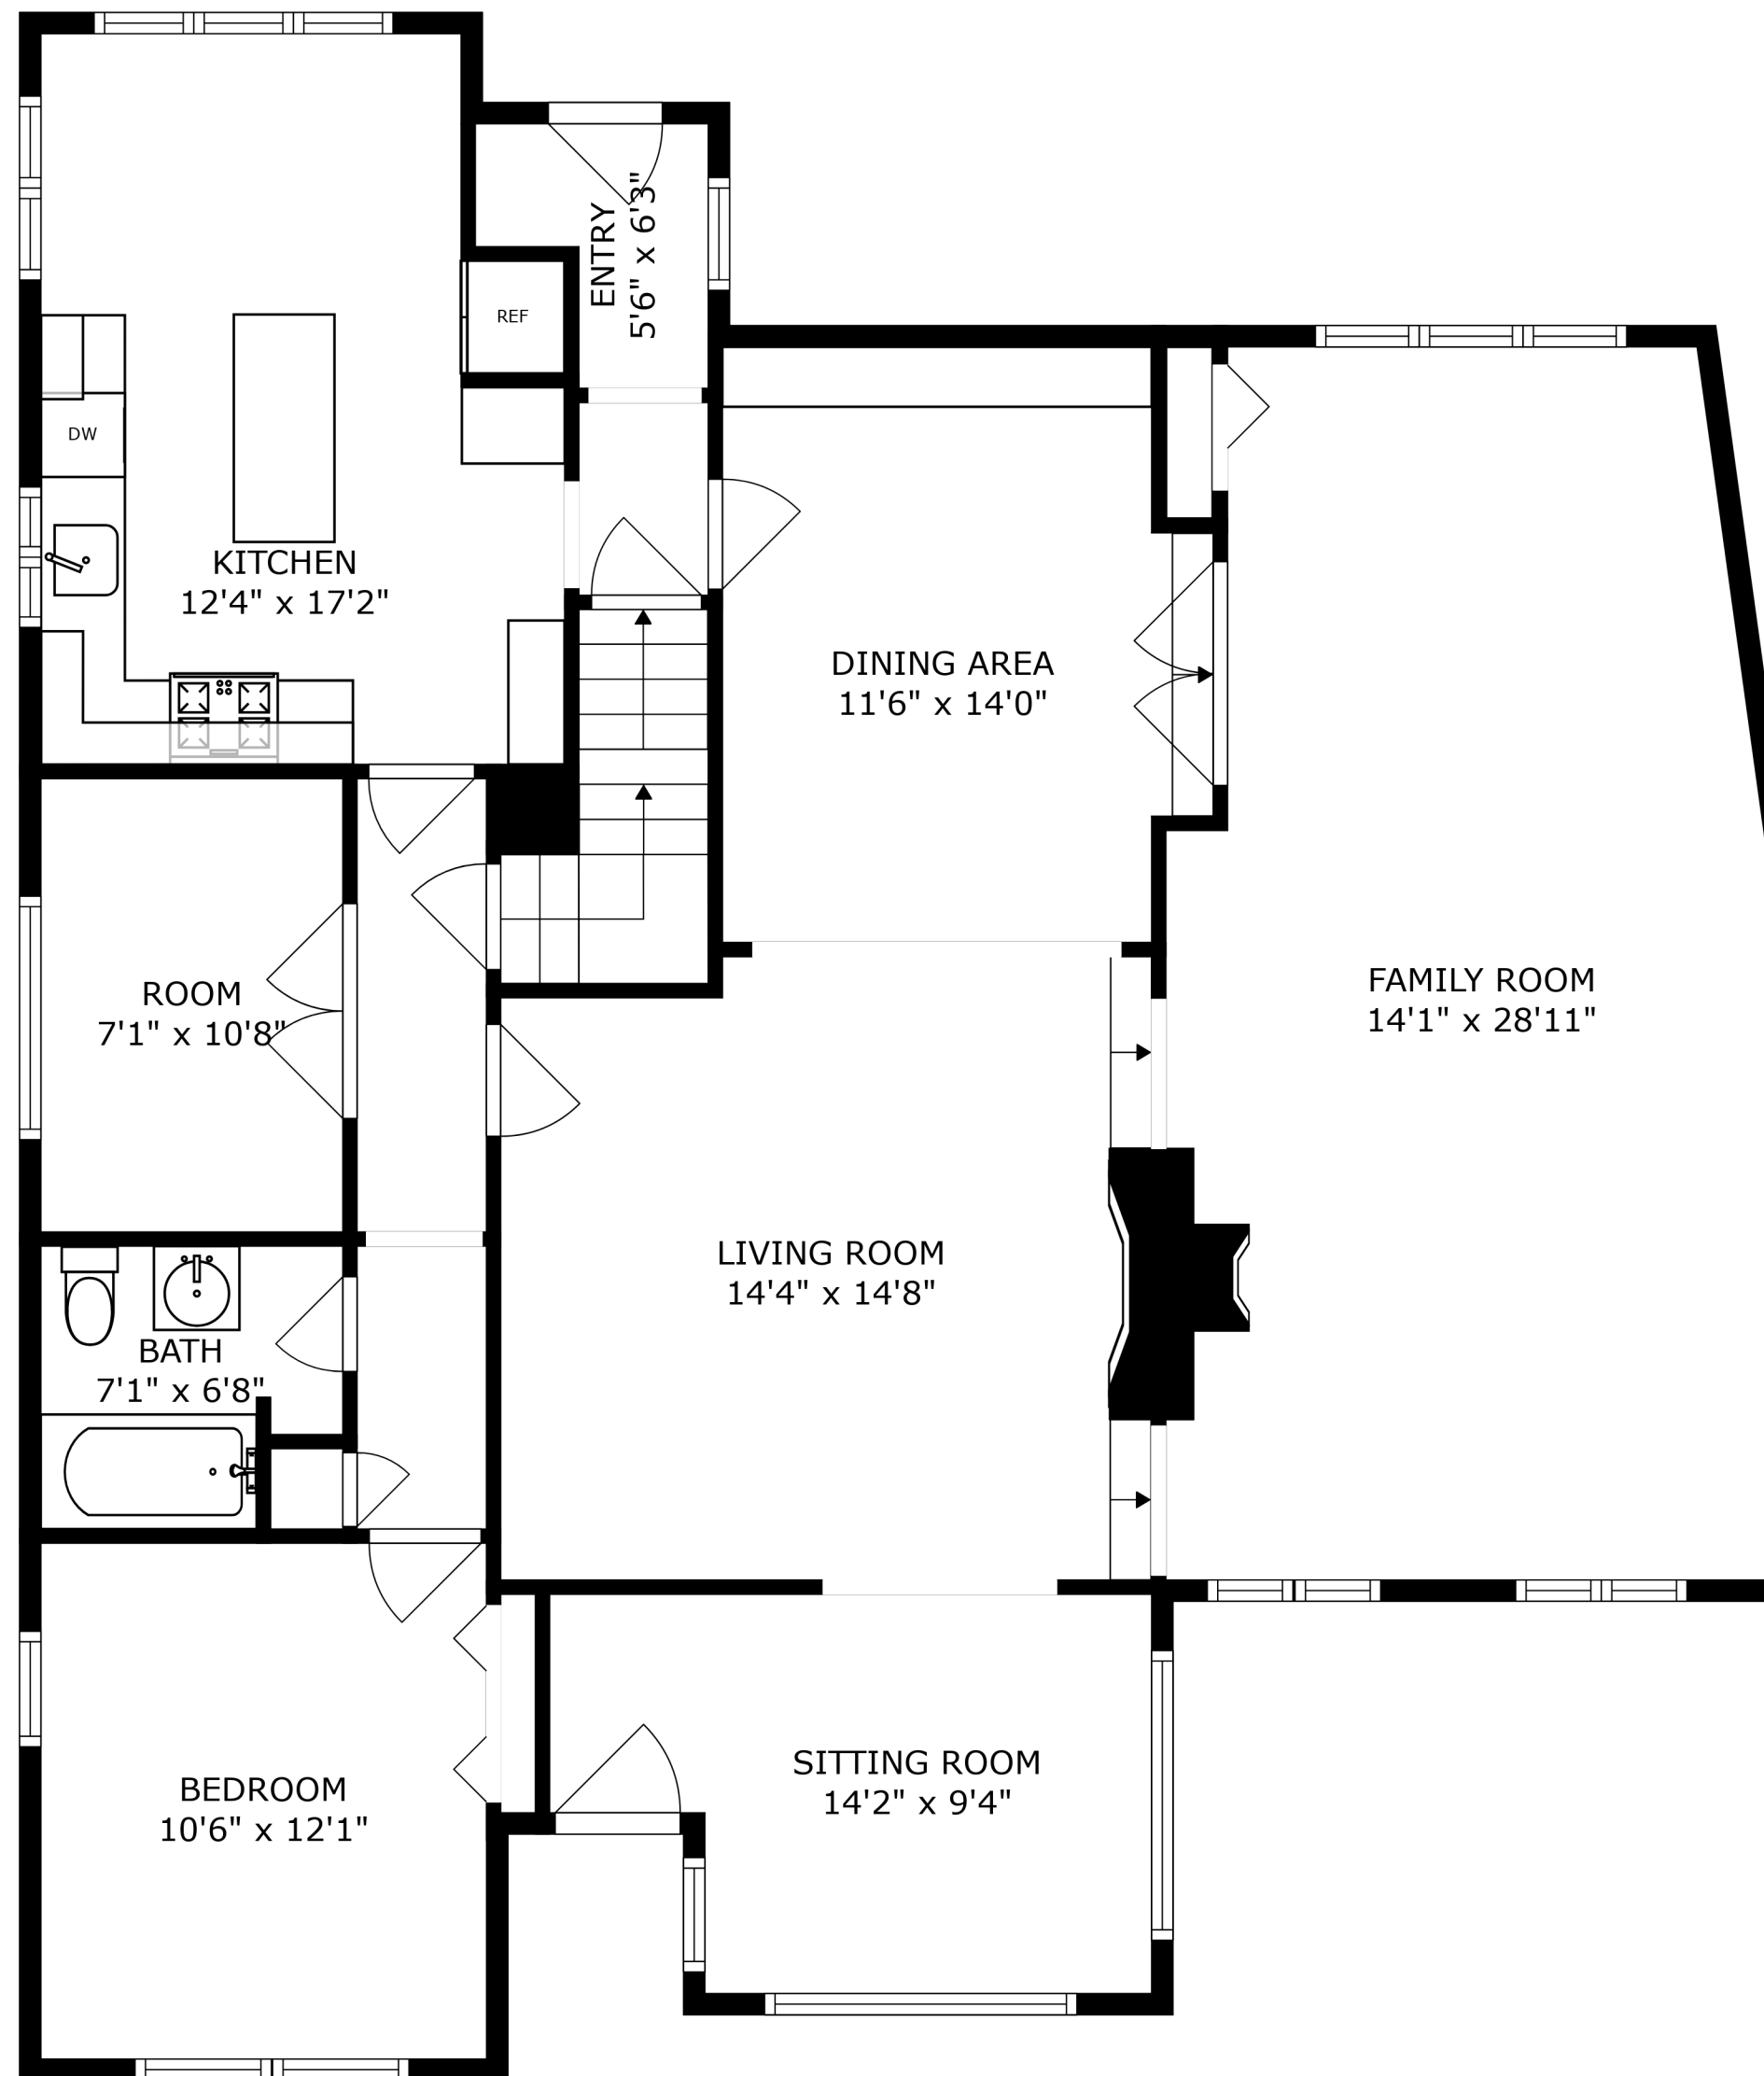 ENTRY
5'6" x 6'3"
REF
DW
KITCHEN
12'4" x 17'2"
DINING AREA
11'6" x 14'0"
ROOM
7'1" x 10'8"
FAMILY ROOM
14'1" x 28'11"
LIVING ROOM
14'4" x 14'8"
BATH
7'1" x 6'8"
SITTING ROOM
14'2" x 9'4"
BEDROOM
10'6" x 12'1"